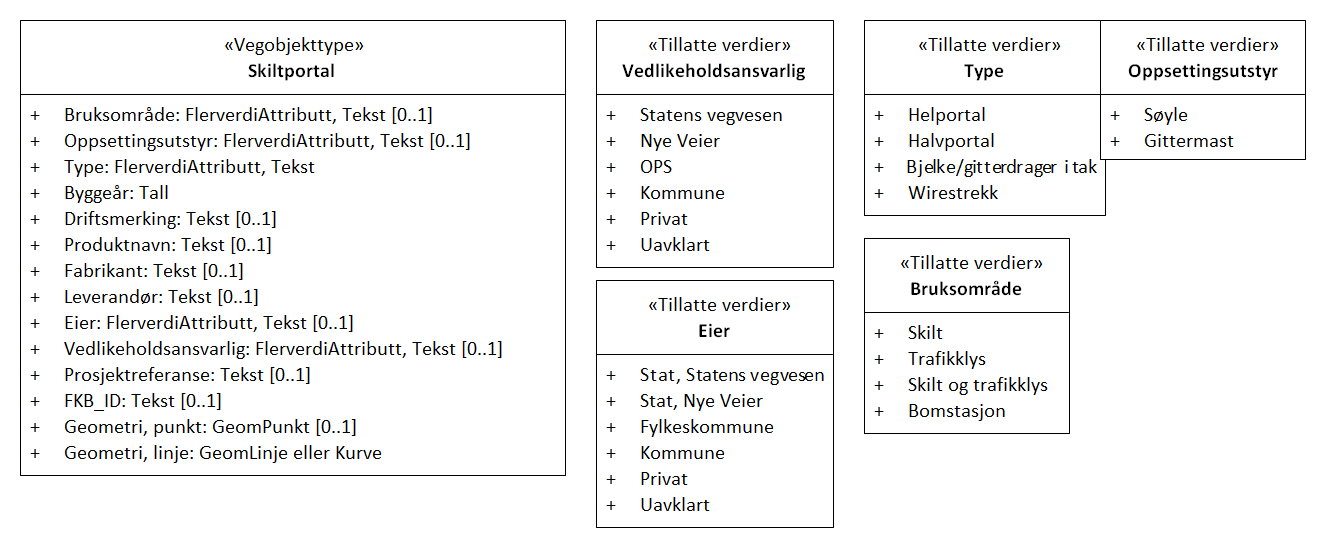 «Vegobjekttype»
Skiltportal
+ Bruksområde: FlerverdiAttributt, Tekst [0..1]
+ Oppsettingsutstyr: FlerverdiAttributt, Tekst [0..1]
+ Type: FlerverdiAttributt, Tekst
+ Byggeår: Tall
+ Driftsmerking: Tekst [0..1]
+ Produktnavn: Tekst [0..1]
+ Fabrikant: Tekst [0..1]
+ Leverandør: Tekst [0..1]
+ Eier: FlerverdiAttributt, Tekst [0..1]
+ Vedlikeholdsansvarlig: FlerverdiAttributt, Tekst [0..1]
+ Prosjektreferanse: Tekst [0..1]
+ FKB_ID: Tekst [0..1]
+ Geometri, punkt: GeomPunkt [0..1]
+ Geometri, linje: GeomLinje eller Kurve
«Tillatte verdier»
Vedlikeholdsansvarlig
+ Statens vegvesen
+ Nye Veier
+ OPS
+ Kommune
+ Privat
+ Uavklart
«Tillatte verdier»
Eier
+ Stat, Statens vegvesen
+ Stat, Nye Veier
+ Fylkeskommune
+ Kommune
+ Privat
+ Uavklart
«Tillatte verdier»
Type
+ Helportal
+ Halvportal
+ Bjelke/gitterdrager i tak
+ Wirestrekk
«Tillatte verdier»
Oppsettingsutstyr
+ Søyle
+ Gittermast
«Tillatte verdier»
Bruksområde
+ Skilt
+ Trafikklys
+ Skilt og trafikklys
+ Bomstasjon